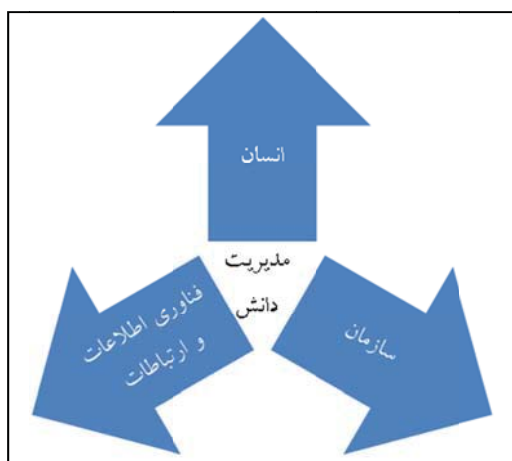 انسان
مدیریت
دانش
فناوری اطلاعات
و ارتباطات
سازمان